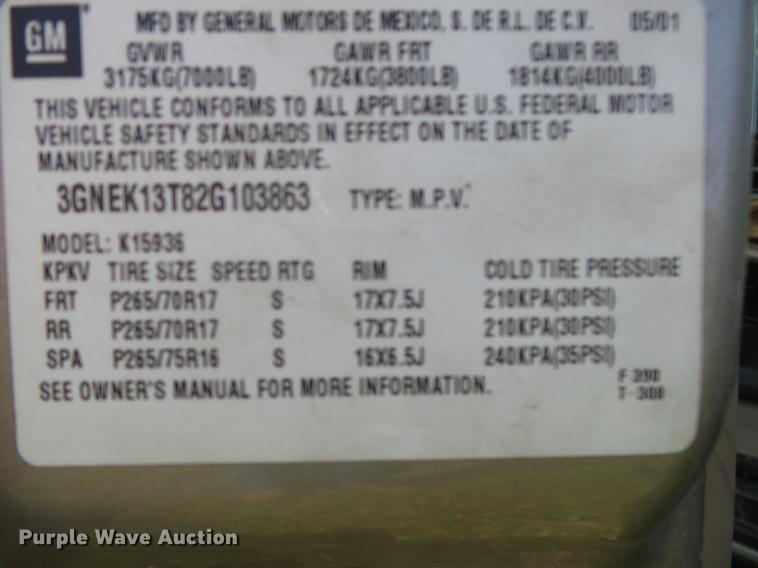 GM
MFD BY GENERAL MOTORS DE MEXICO, S. DE R.L. DE C.V. 05/01
GVWR GAWR FRT GAWR RR
3175KG(7000LB) 1724KG(3800LB) 1814KG(4000LB)
THIS VEHICLE CONFORMS TO ALL APPLICABLE U.S. FEDERAL MOTOR
VEHICLE SAFETY STANDARDS IN EFFECT ON THE DATE OF
MANUFACTURE SHOWN ABOVE.
3GNEK13T82G103863 TYPE: M.P.V.
MODEL: K15936
KPKV TIRE SIZE SPEED RTG RIM COLD TIRE PRESSURE
FRT P265/70R17 S 17X7.5J 210KPA(30PSI)
RR P265/70R17 S 17X7.5J 210KPA(30PSI)
SPA P265/75R16 S 16X6.5J 240KPA(35PSI)
SEE OWNER'S MANUAL FOR MORE INFORMATION.
Purple Wave Auction